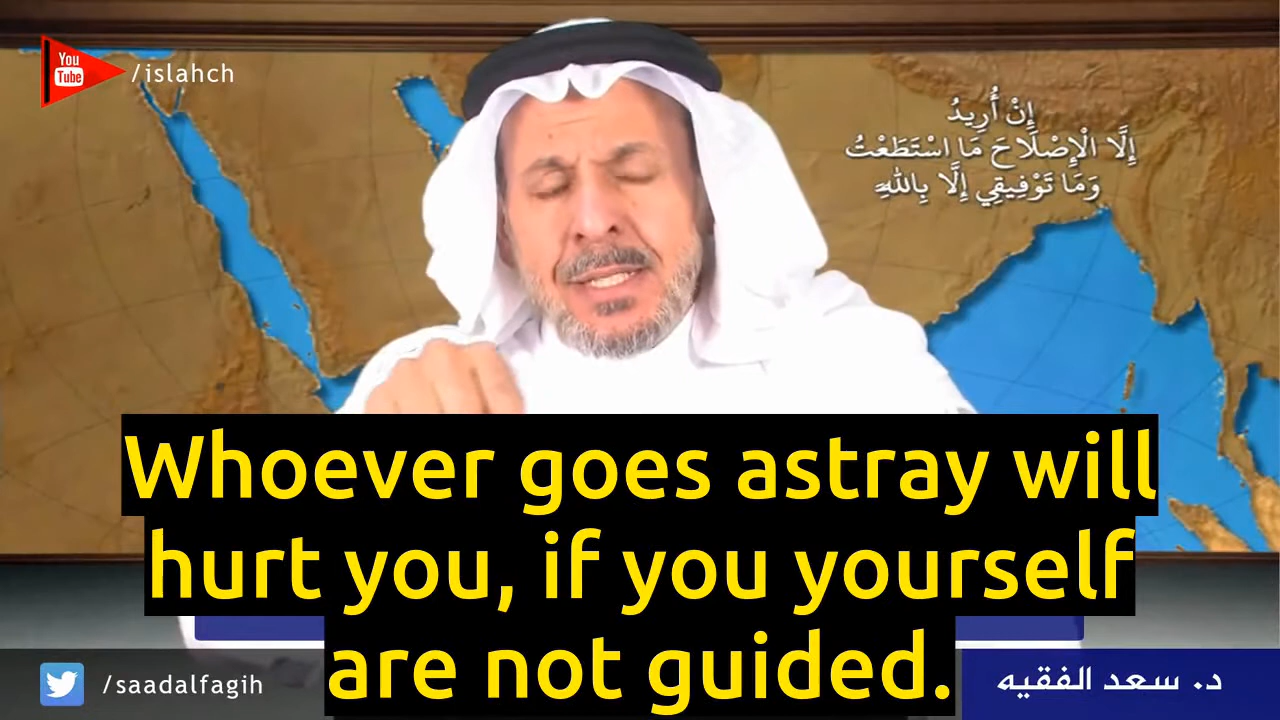 You
Tube
/islahch
إِنْ أُرِيدُ
إِلَّا الْإِصْلَاحَ مَا اسْتَطَعْتُ
وَمَا تَوْفِيقِي إِلَّا بِاللهِ
Whoever goes astray will
hurt you, if you yourself
are not guided.
/saadalfagih
د. سعد الفقيه